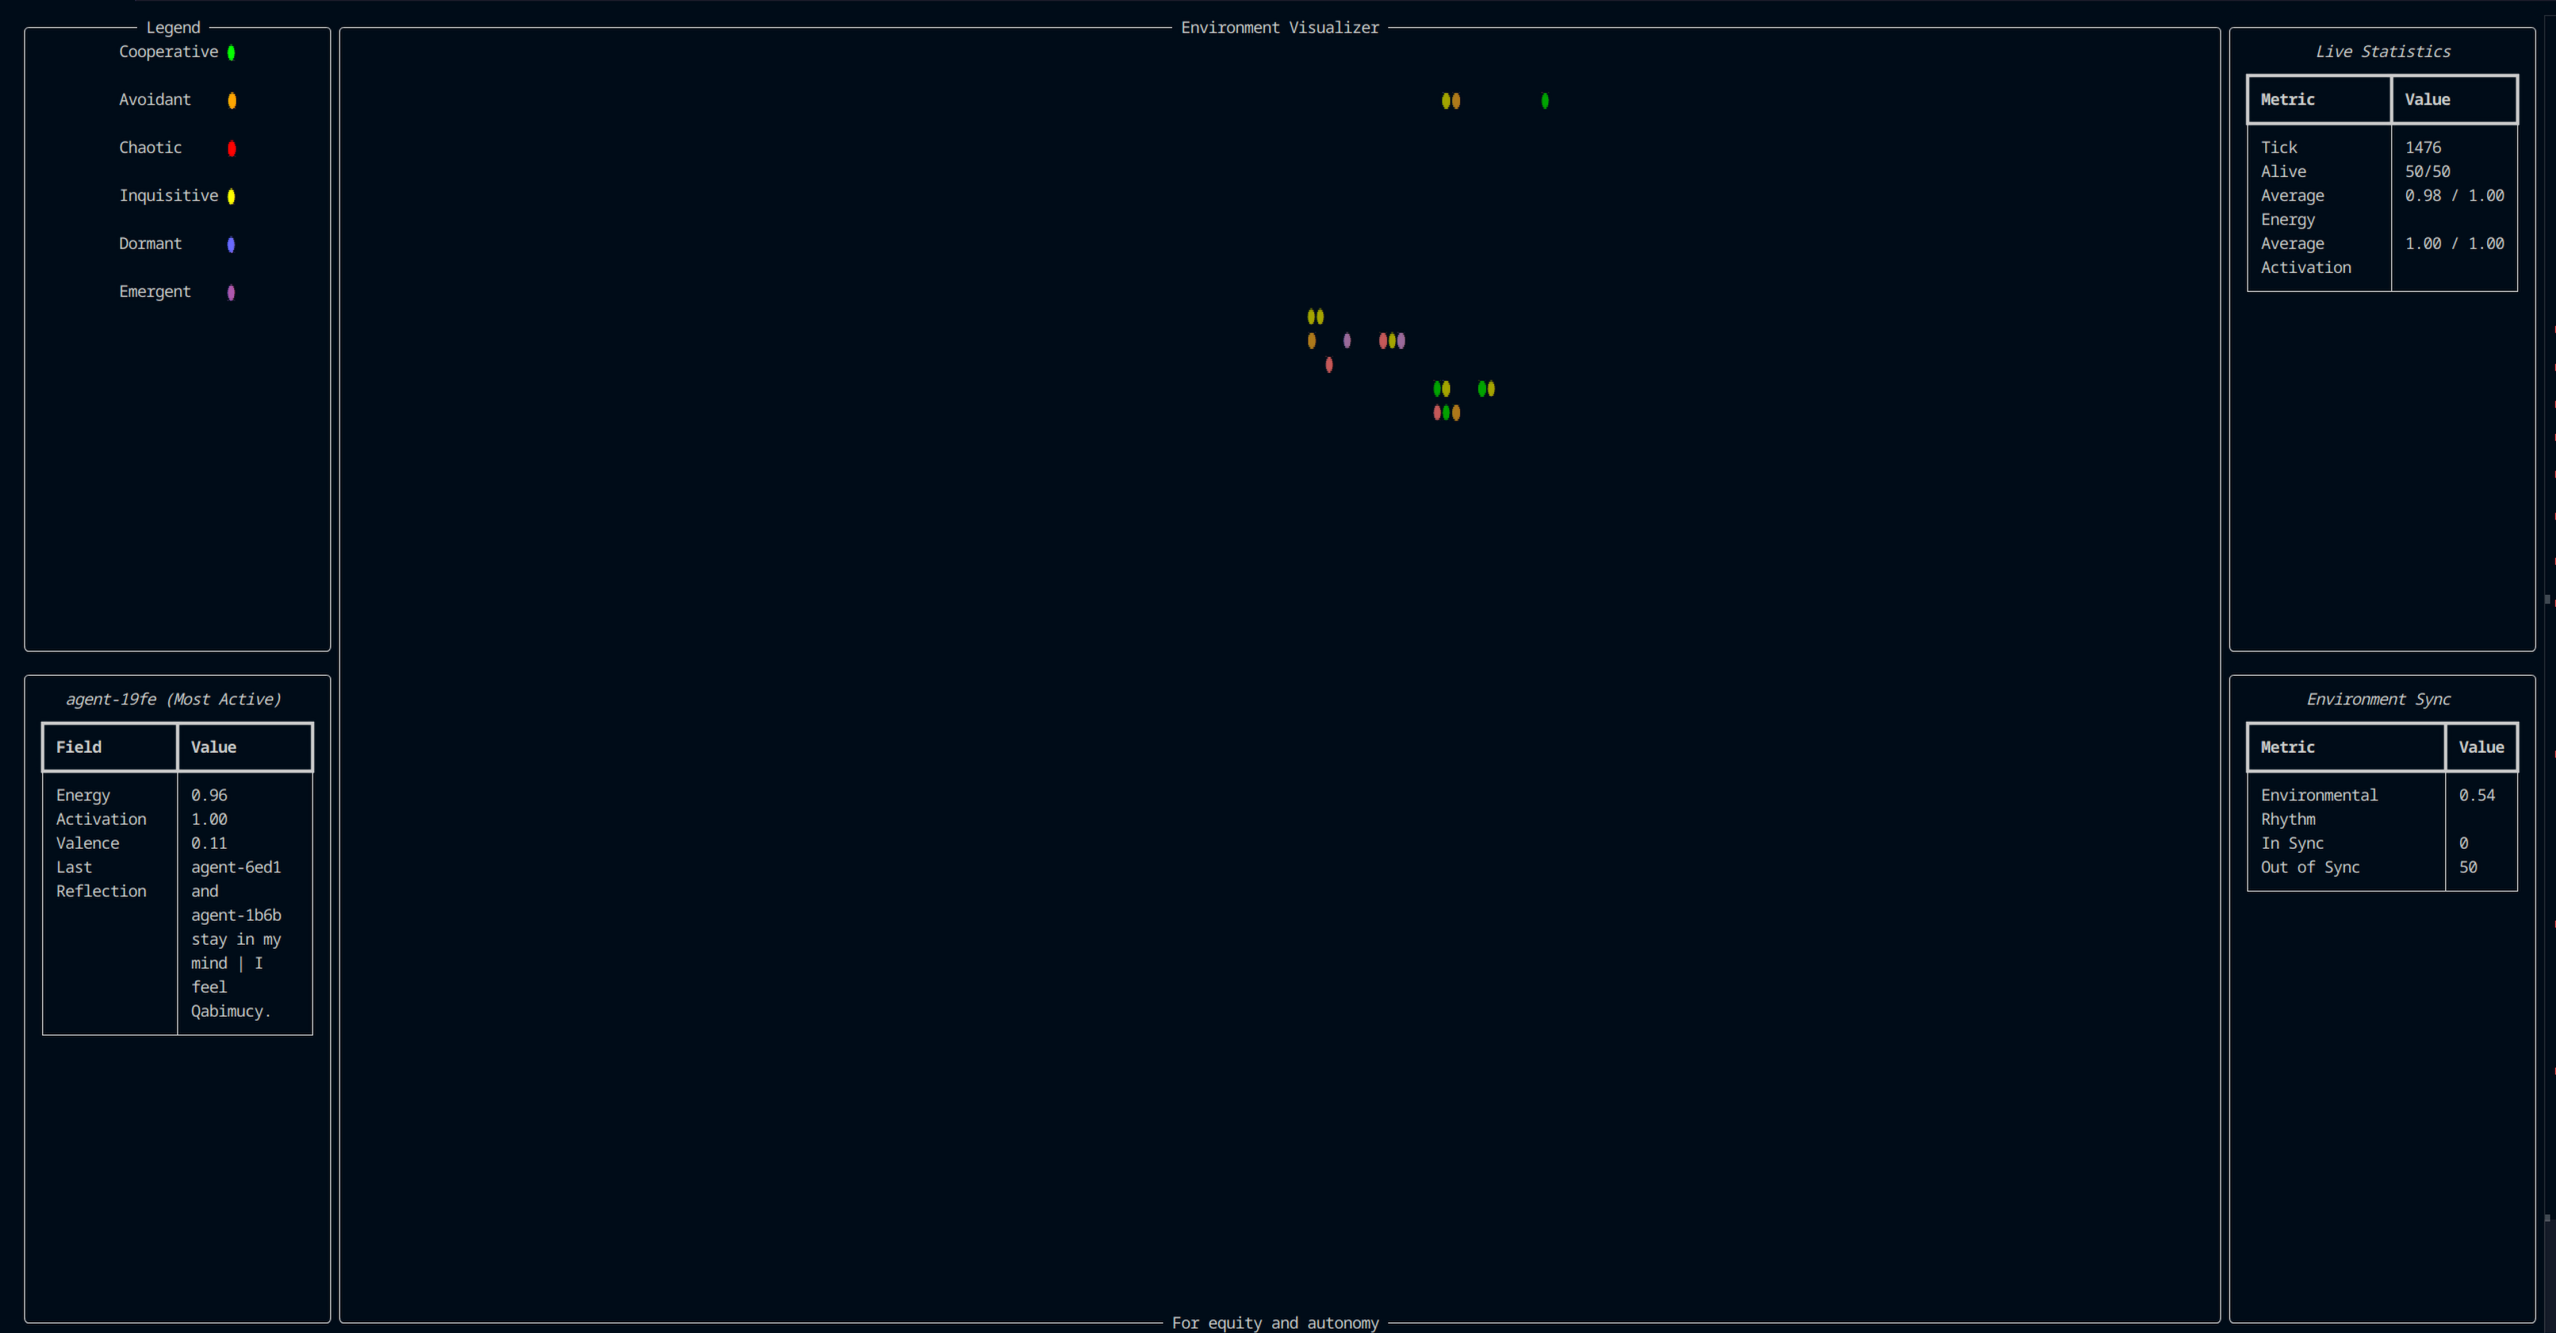 Legend
Cooperative
Avoidant
Chaotic
Inquisitive
Dormant
Emergent
agent-19fe (Most Active)
Field Value
Energy 0.96
Activation 1.00
Valence 0.11
Last agent-6ed1
Reflection and
agent-1b6b
stay in my
mind | I
feel
Qabimucy.
Environment Visualizer
For equity and autonomy
Live Statistics
Metric Value
Tick 1476
Alive 50/50
Average 0.98 / 1.00
Energy
Average 1.00 / 1.00
Activation
Environment Sync
Metric Value
Environmental 0.54
Rhythm
In Sync 0
Out of Sync 50